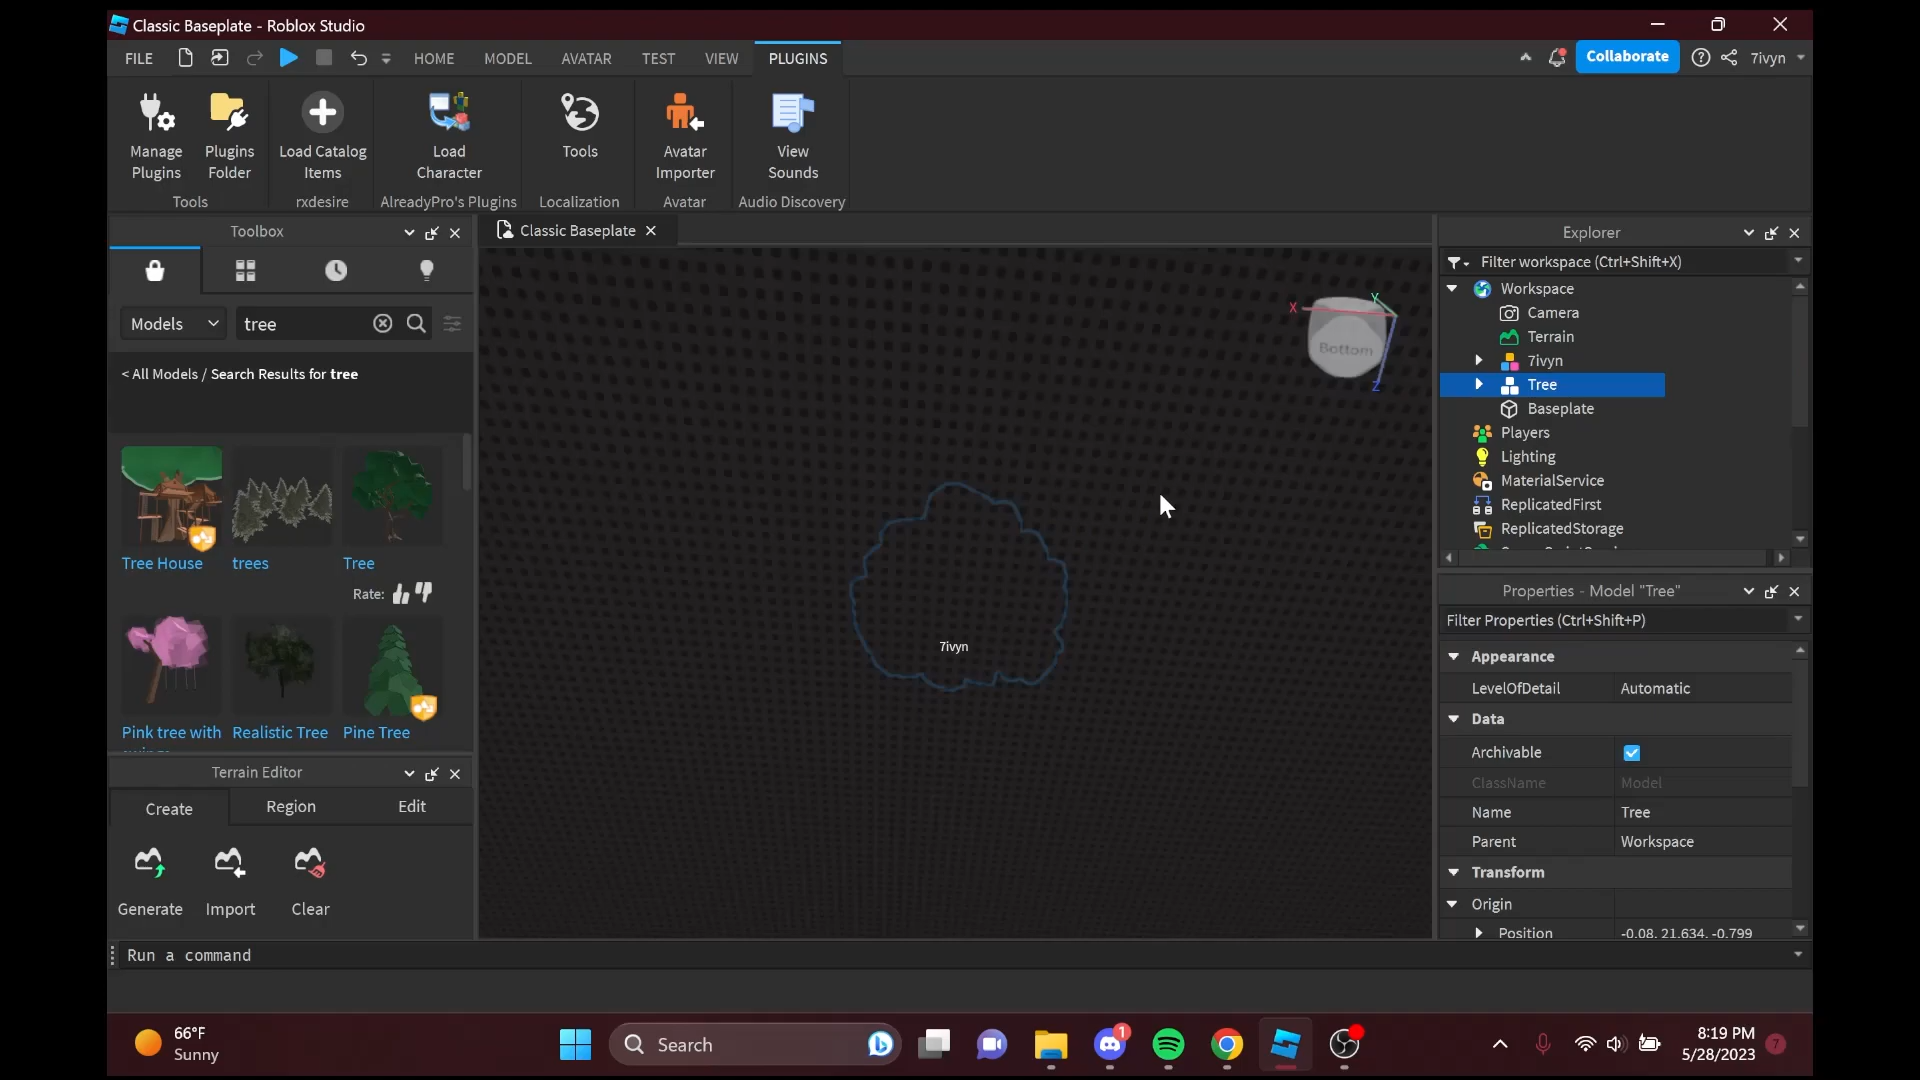 Classic Baseplate - Roblox Studio
FILE
HOME
MODEL
AVATAR
TEST
VIEW
PLUGINS
Collaborate
7ivyn
Manage
Plugins
Plugins
Folder
Load Catalog
Items
Load
Character
Tools
Avatar
Importer
View
Sounds
Tools
rxdesire
AlreadyPro's Plugins
Localization
Avatar
Audio Discovery
Toolbox
Models
tree
< All Models / Search Results for tree
Tree House
trees
Tree
Rate:
Pink tree with
Realistic Tree
Pine Tree
Terrain Editor
Create
Region
Edit
Generate
Import
Clear
Classic Baseplate
X
Y
Z
Bottom
7ivyn
Explorer
Filter workspace (Ctrl+Shift+X)
Workspace
Camera
Terrain
7ivyn
Tree
Baseplate
Players
Lighting
MaterialService
ReplicatedFirst
ReplicatedStorage
Properties - Model "Tree"
Filter Properties (Ctrl+Shift+P)
Appearance
LevelOfDetail
Automatic
Data
Archivable
ClassName
Model
Name
Tree
Parent
Workspace
Transform
Origin
Position
-0.08, 21.634, -0.799
Run a command
66°F
Sunny
Search
1
8:19 PM
5/28/2023
7